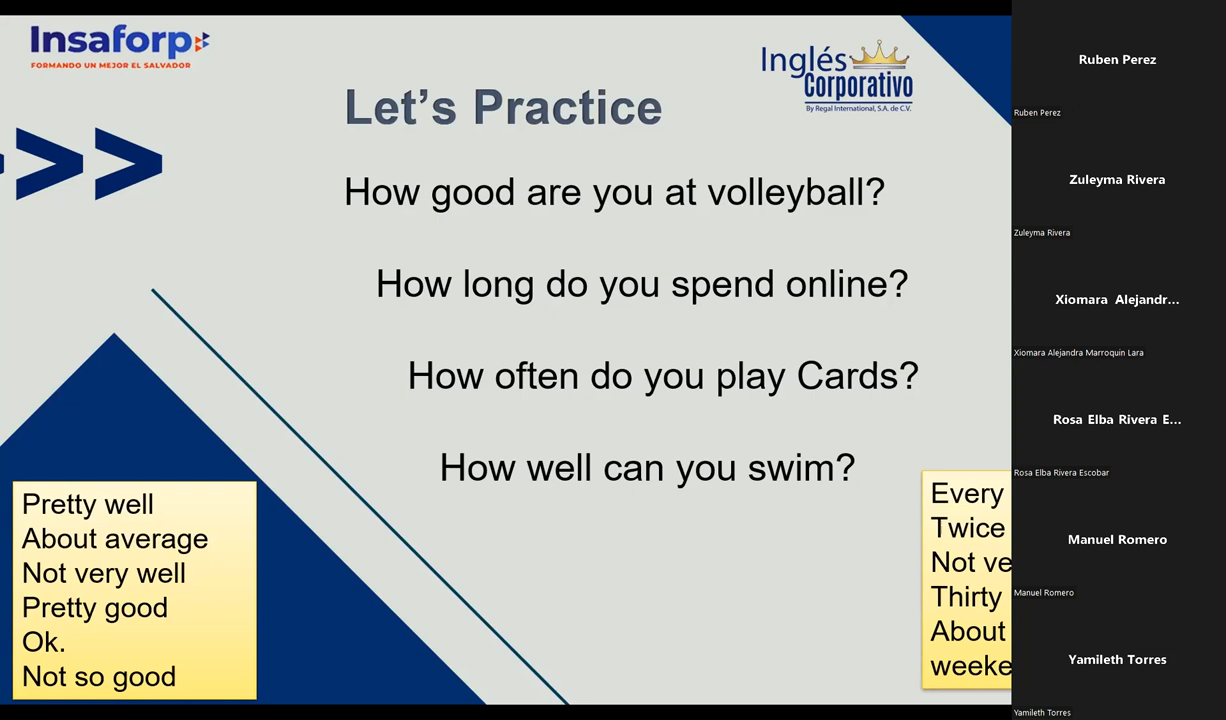 Insaforp
FORMANDO UN MEJOR EL SALVADOR
Inglés
Corporativo
By Regal International, S.A. de C.V.
Let’s Practice
How good are you at volleyball?
How long do you spend online?
How often do you play Cards?
How well can you swim?
Pretty well
About average
Not very well
Pretty good
Ok.
Not so good
Every
Twice
Not ve
Thirty
About
weeke
Ruben Perez
Ruben Perez
Zuleyma Rivera
Zuleyma Rivera
Xiomara Alejandr...
Xiomara Alejandra Marroquin Lara
Rosa Elba Rivera E...
Rosa Elba Rivera Escobar
Manuel Romero
Manuel Romero
Yamileth Torres
Yamileth Torres